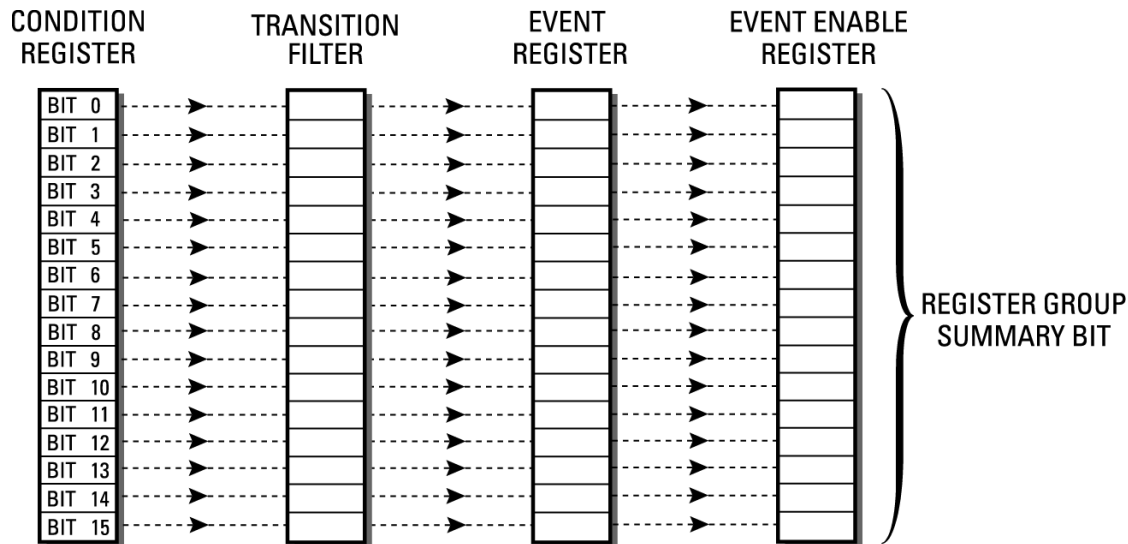 CONDITION
REGISTER
TRANSITION
FILTER
EVENT
REGISTER
EVENT ENABLE
REGISTER
BIT 0
BIT 1
BIT 2
BIT 3
BIT 4
BIT 5
BIT 6
BIT 7
BIT 8
BIT 9
BIT 10
BIT 11
BIT 12
BIT 13
BIT 14
BIT 15
REGISTER GROUP
SUMMARY BIT